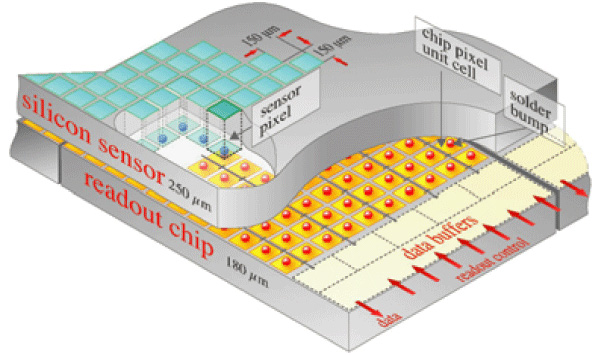 150 μm
150 μm
chip pixel
unit cell
sensor
pixel
solder
bump
silicon sensor
250 μm
readout chip
180 μm
data buffers
readout control
data